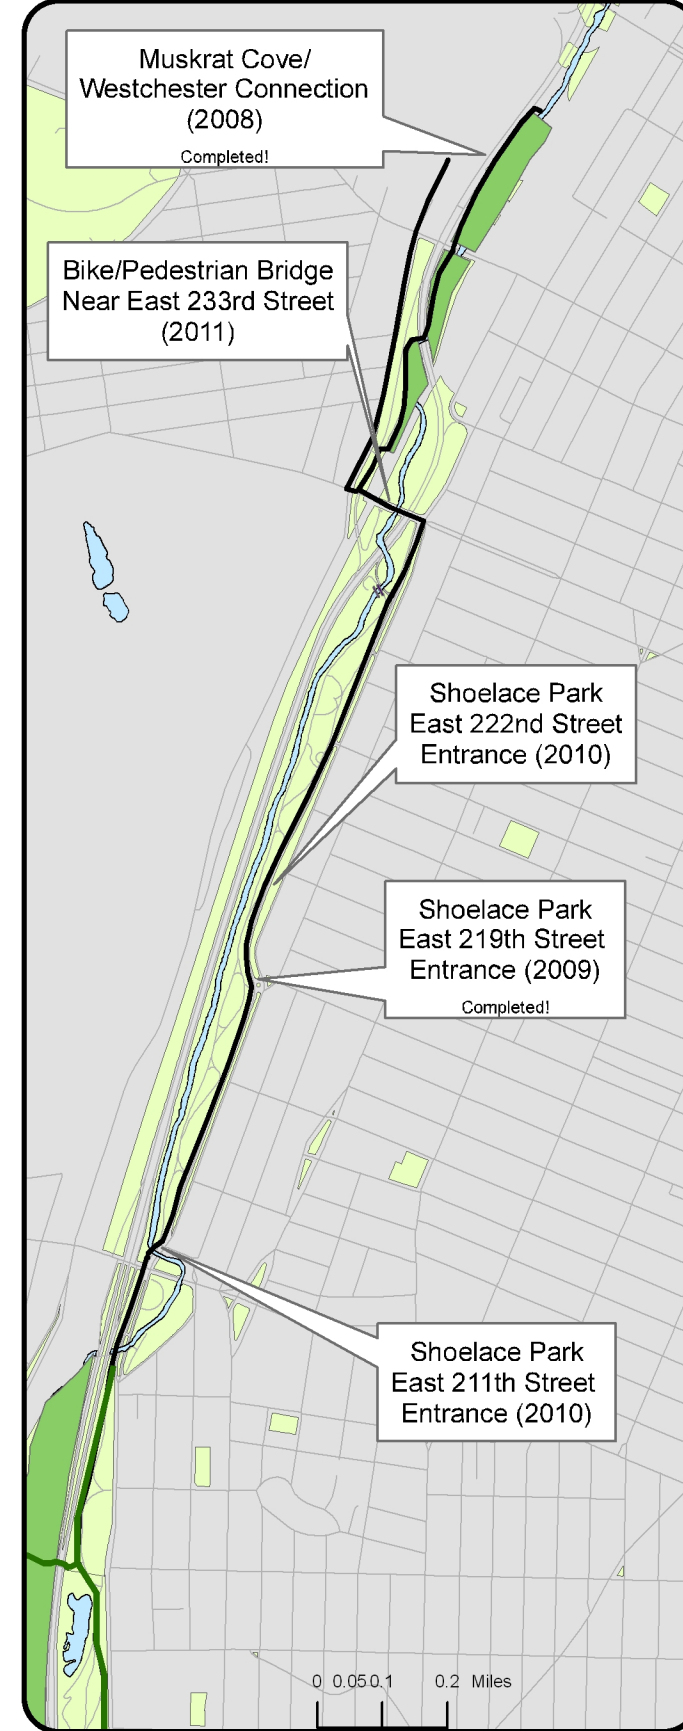 Muskrat Cove/
Westchester Connection
(2008)
Completed!
Bike/Pedestrian Bridge
Near East 233rd Street
(2011)
Shoelace Park
East 222nd Street
Entrance (2010)
Shoelace Park
East 219th Street
Entrance (2009)
Completed!
Shoelace Park
East 211th Street
Entrance (2010)
0 0.05 0.1 0.2 Miles